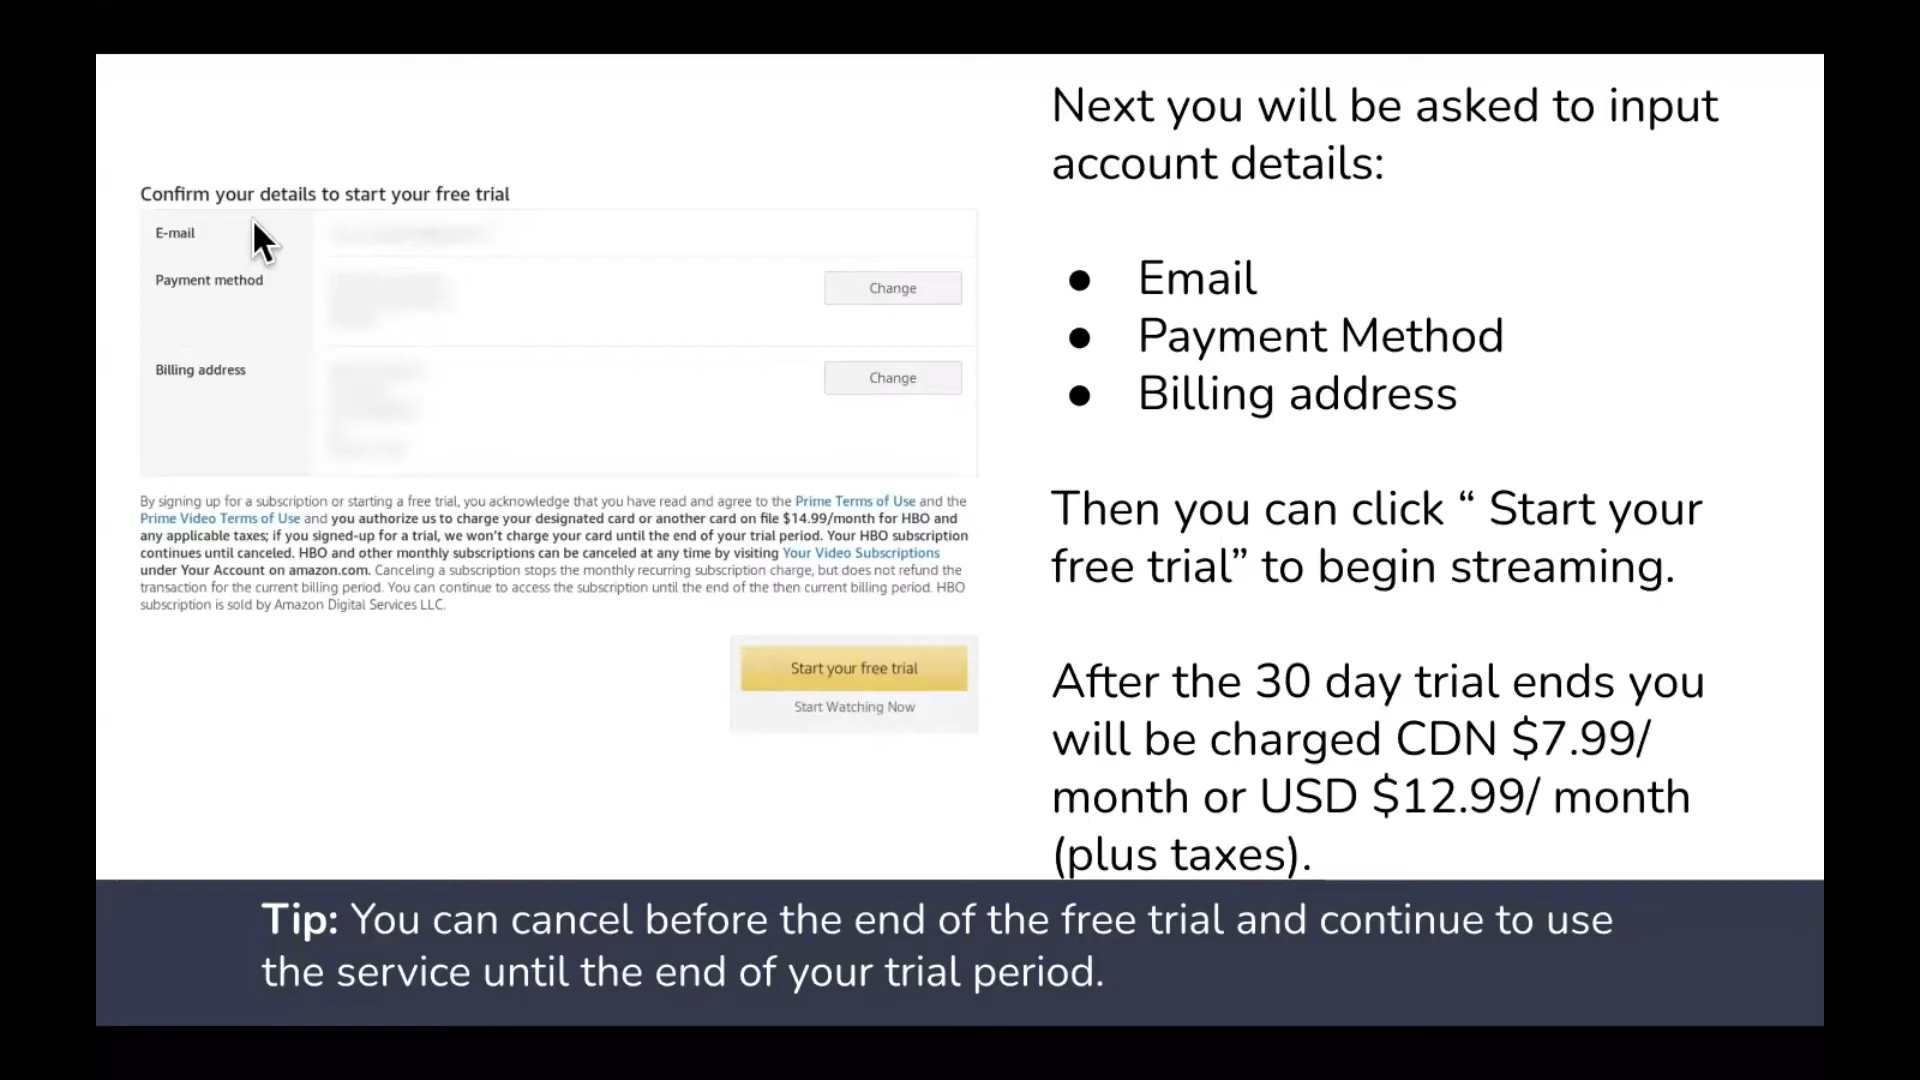 Confirm your details to start your free trial
E-mail
Payment method
Change
Billing address
Change
By signing up for a subscription or starting a free trial, you acknowledge that you have read and agree to the Prime Terms of Use and the
Prime Video Terms of Use and you authorize us to charge your designated card or another card on file $14.99/month for HBO and
any applicable taxes; if you signed-up for a trial, we won't charge your card until the end of your trial period. Your HBO subscription
continues until canceled. HBO and other monthly subscriptions can be canceled at any time by visiting Your Video Subscriptions
under Your Account on amazon.com. Canceling a subscription stops the monthly recurring subscription charge, but does not refund the
transaction for the current billing period. You can continue to access the subscription until the end of the then current billing period. HBO
subscription is sold by Amazon Digital Services LLC.
Start your free trial
Start Watching Now
Next you will be asked to input
account details:
● Email
● Payment Method
● Billing address
Then you can click “ Start your
free trial” to begin streaming.
After the 30 day trial ends you
will be charged CDN $7.99/
month or USD $12.99/ month
(plus taxes).
Tip: You can cancel before the end of the free trial and continue to use
the service until the end of your trial period.